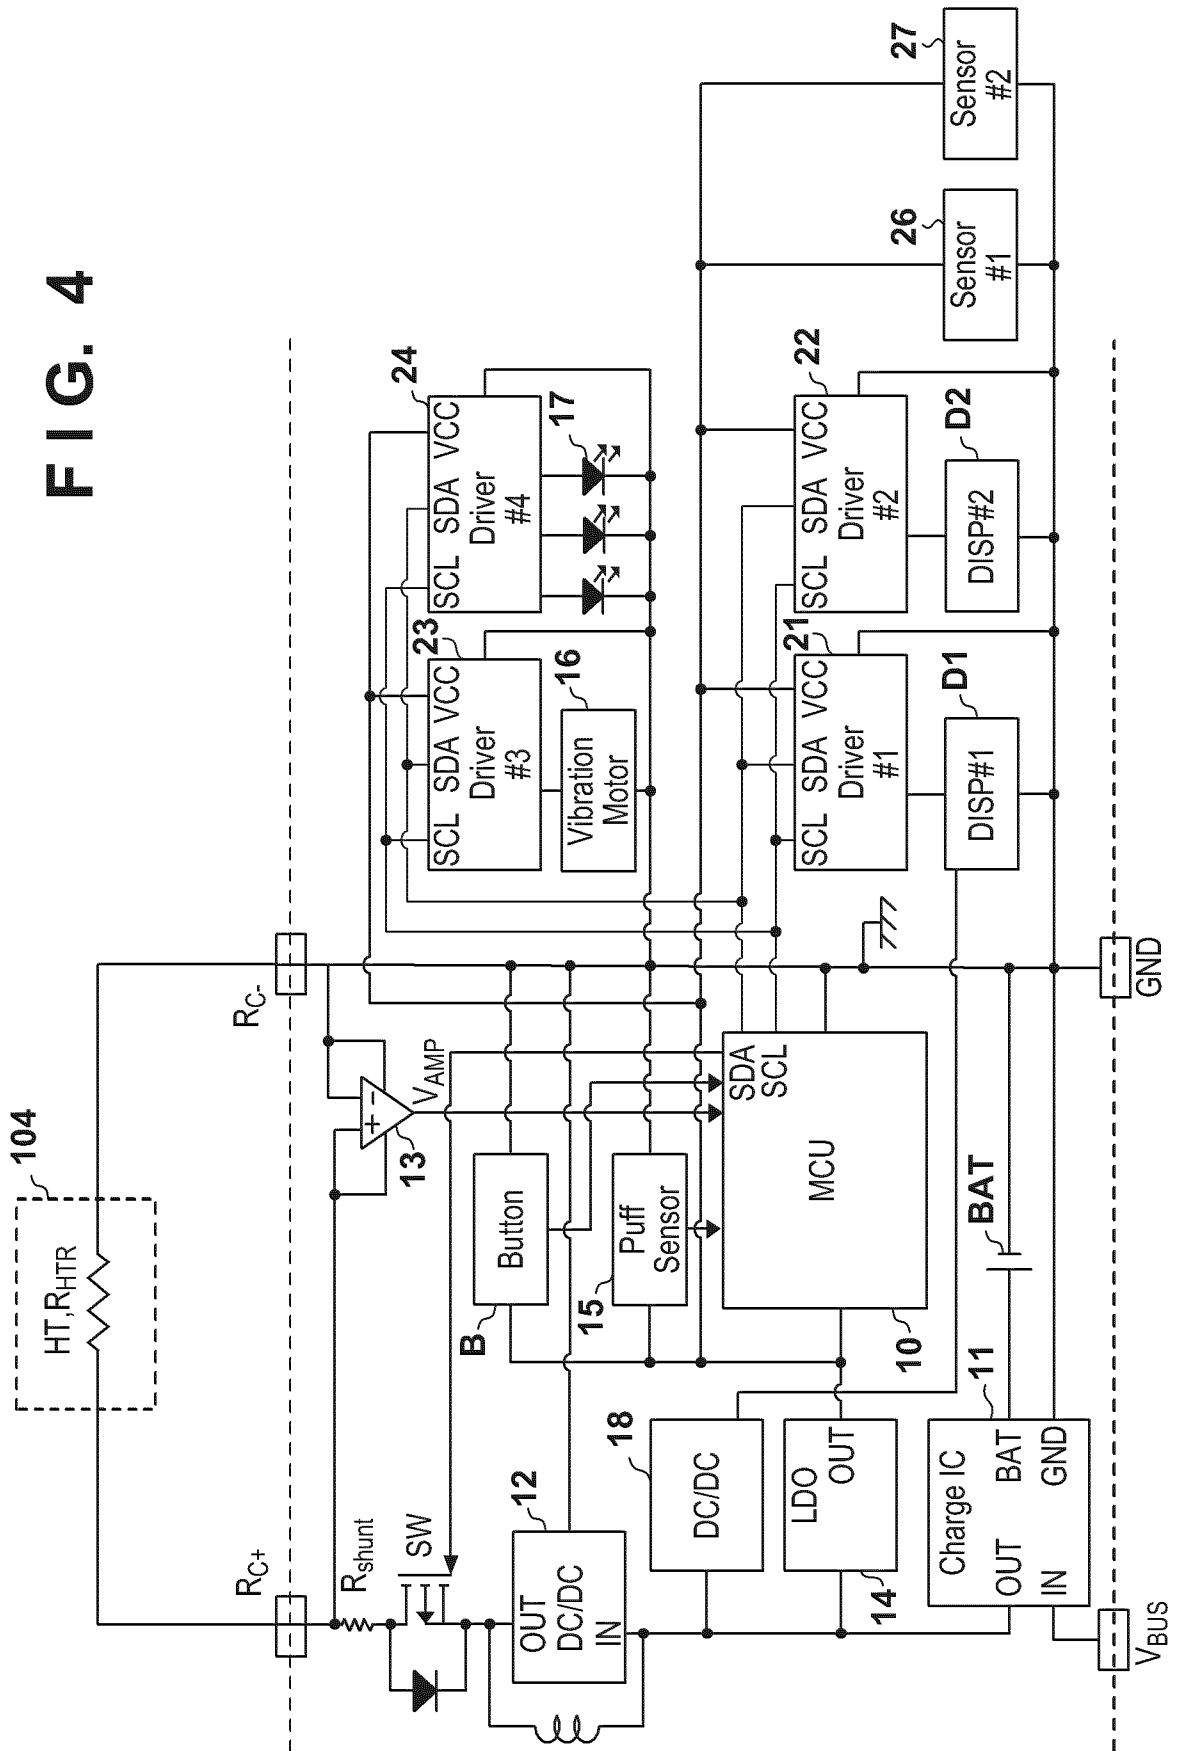 FIG. 4
104
HT,R_HTR
R_C+
R_C-
R_shunt
SW
13
V_AMP
24
SCL SDA VCC
Driver
#4
17
23
SCL SDA VCC
Driver
#3
16
Vibration
Motor
12
OUT
DC/DC
IN
B
Button
15
Puff
Sensor
SDA
SCL
MCU
10
18
DC/DC
LDO
OUT
14
22
SCL SDA VCC
Driver
#2
D2
DISP#2
21
SCL SDA VCC
Driver
#1
D1
DISP#1
26
Sensor
#1
27
Sensor
#2
BAT
11
Charge IC
OUT BAT
IN GND
V_BUS
GND